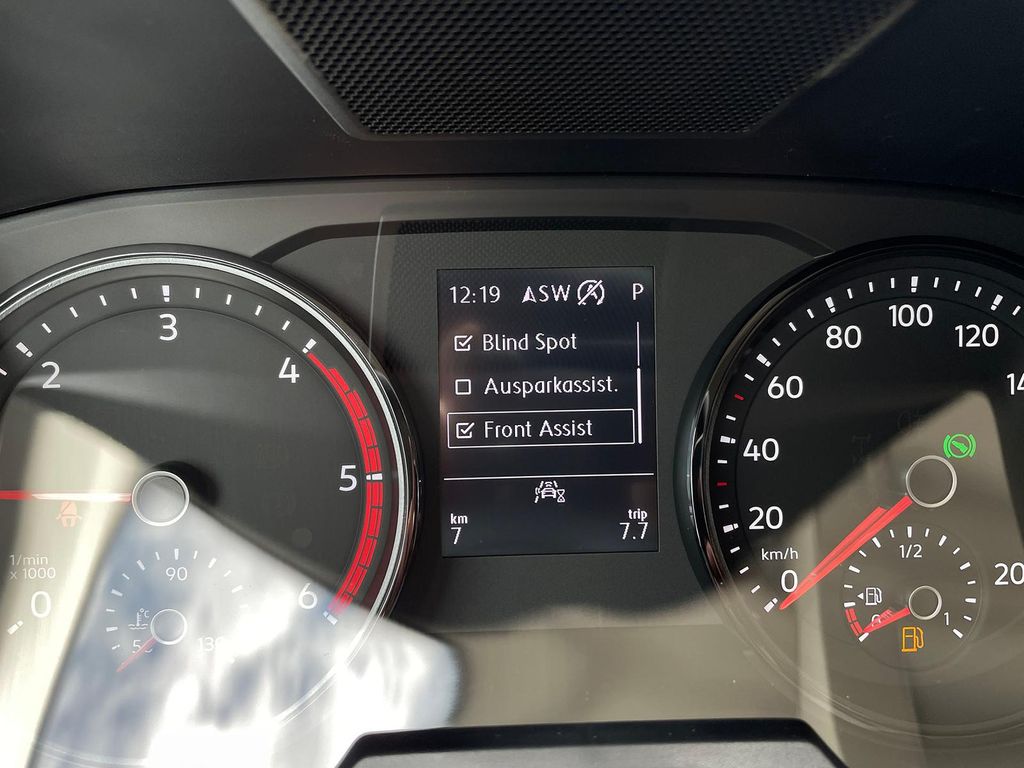 12:19 ASW P
Blind Spot
Ausparkassist.
Front Assist
km
7
trip
7.7
2
3
4
5
6
0
1/min
x 1000
90
°C
130
0
20
40
60
80
100
120
km/h
1/2
1